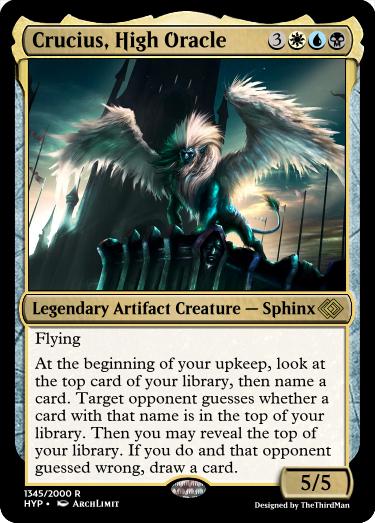 Crucius, High Oracle 3
Legendary Artifact Creature — Sphinx
Flying
At the beginning of your upkeep, look at
the top card of your library, then name a
card. Target opponent guesses whether a
card with that name is in the top of your
library. Then you may reveal the top of
your library. If you do and that opponent
guessed wrong, draw a card.
5/5
1345/2000 R
HYP • ArchLimit
Designed by TheThirdMan